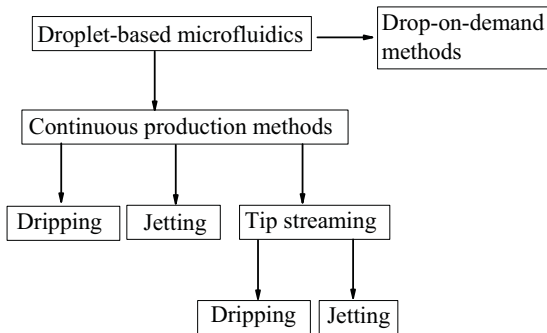 Droplet-based microfluidics
Drop-on-demand
methods
Continuous production methods
Dripping
Jetting
Tip streaming
Dripping
Jetting